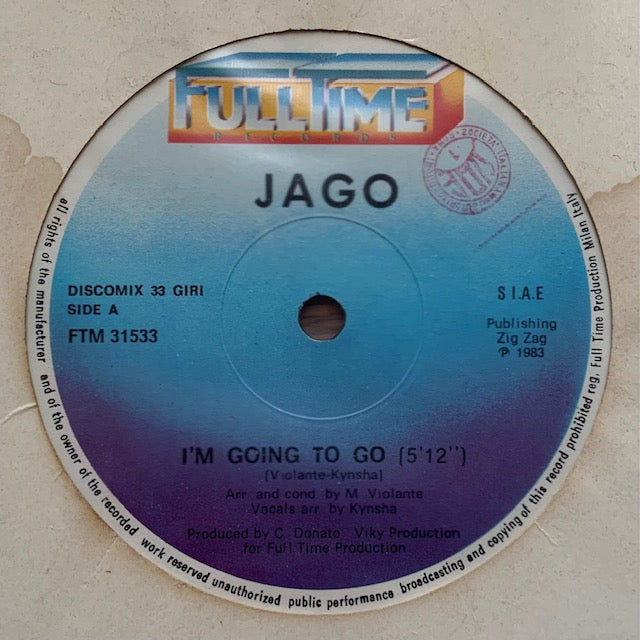 FULL TIME
RECORDS
JAGO
DISCOMIX 33 GIRI
SIDE A
FTM 31533
S I.A.E
Publishing
Zig Zag
℗ 1983
I'M GOING TO GO (5'12")
(Violante-Kynsha)
Arr and cond by M Violante
Vocals arr by Kynsha
Produced by C. Donato Viky Production
for Full Time Production
all rights of the manufacturer and of the owner of the recorded work reserved unauthorized public performance broadcasting and copying of this record prohibited reg, Full Time Production Milan Italy
SOCIETA'